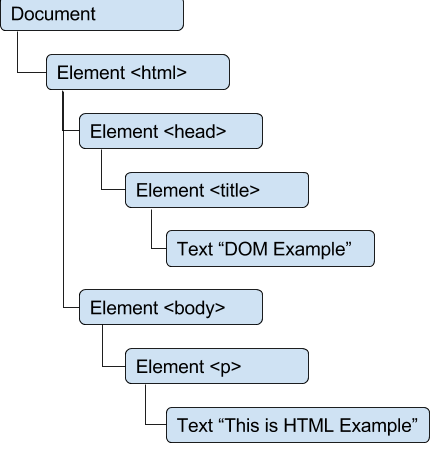 Document
Element <html>
Element <head>
Element <title>
Text “DOM Example”
Element <body>
Element <p>
Text “This is HTML Example”